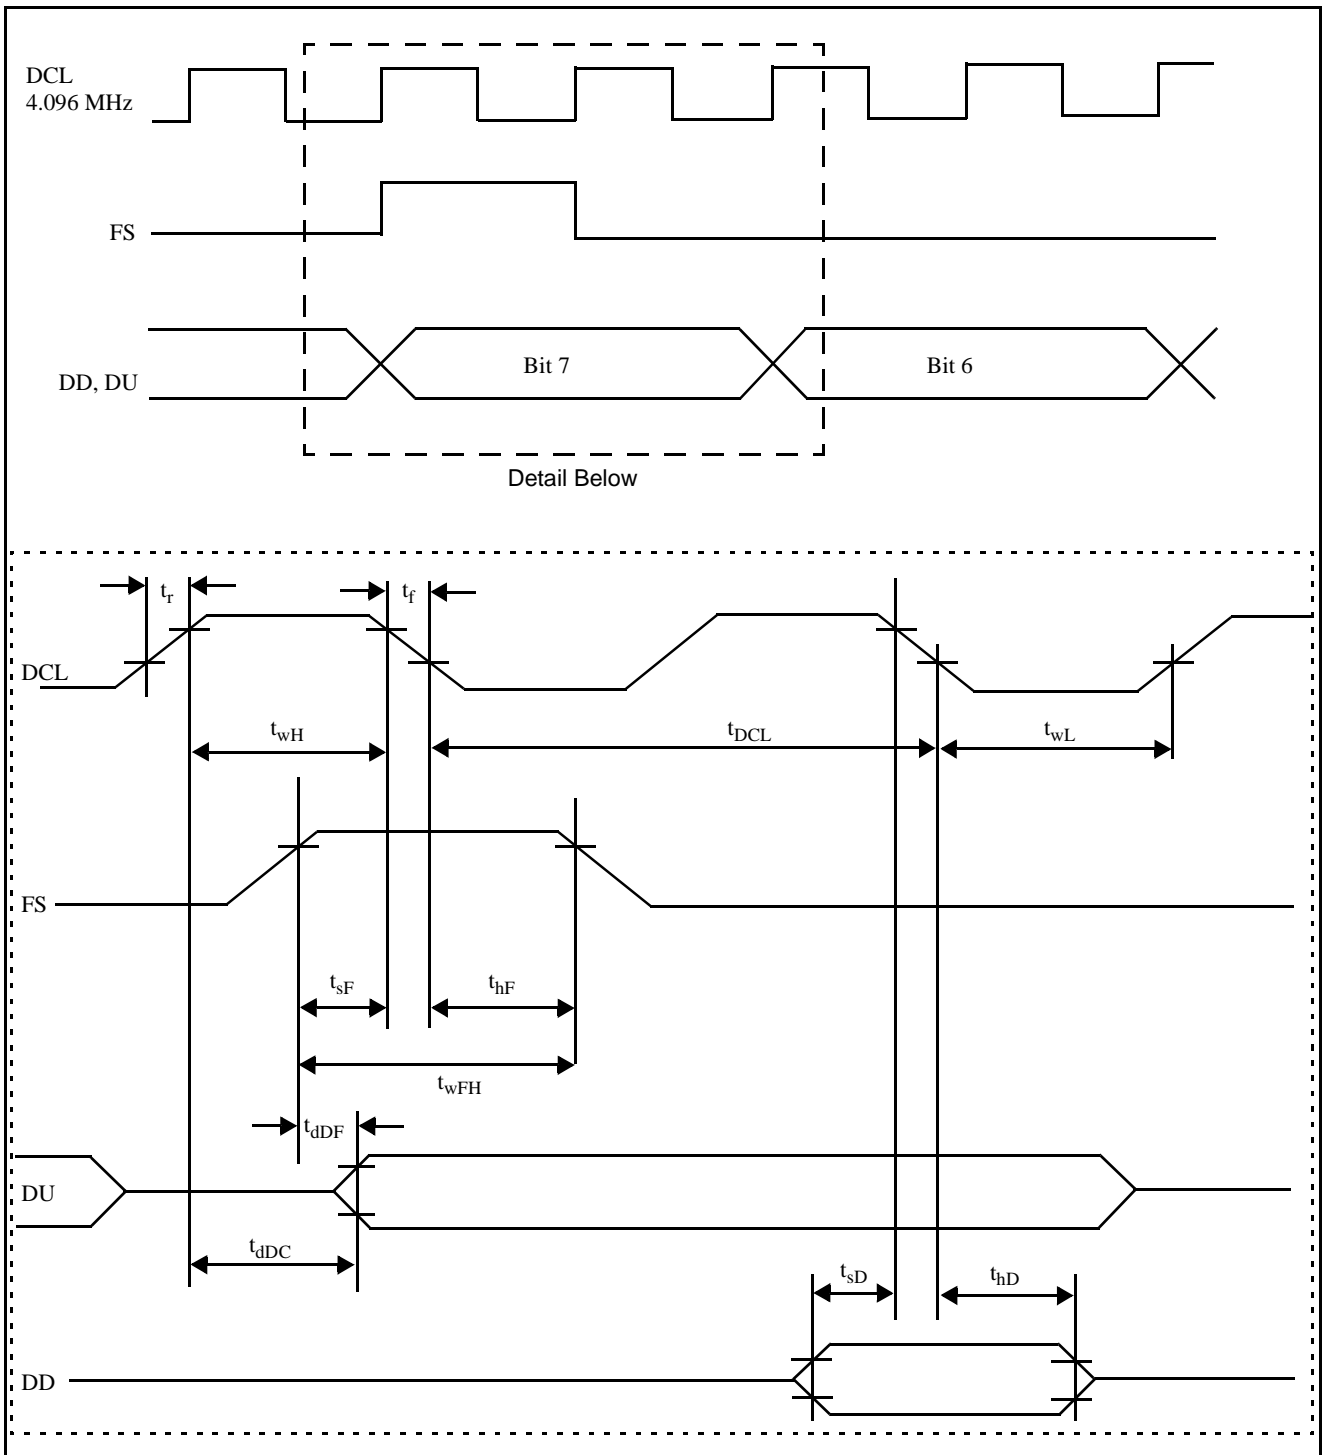 DCL
4.096 MHz
FS
DD, DU
Bit 7
Bit 6
Detail Below
tr
tf
DCL
twH
tDCL
twL
FS
tsF
thF
twFH
tdDF
DU
tdDC
tsD
thD
DD